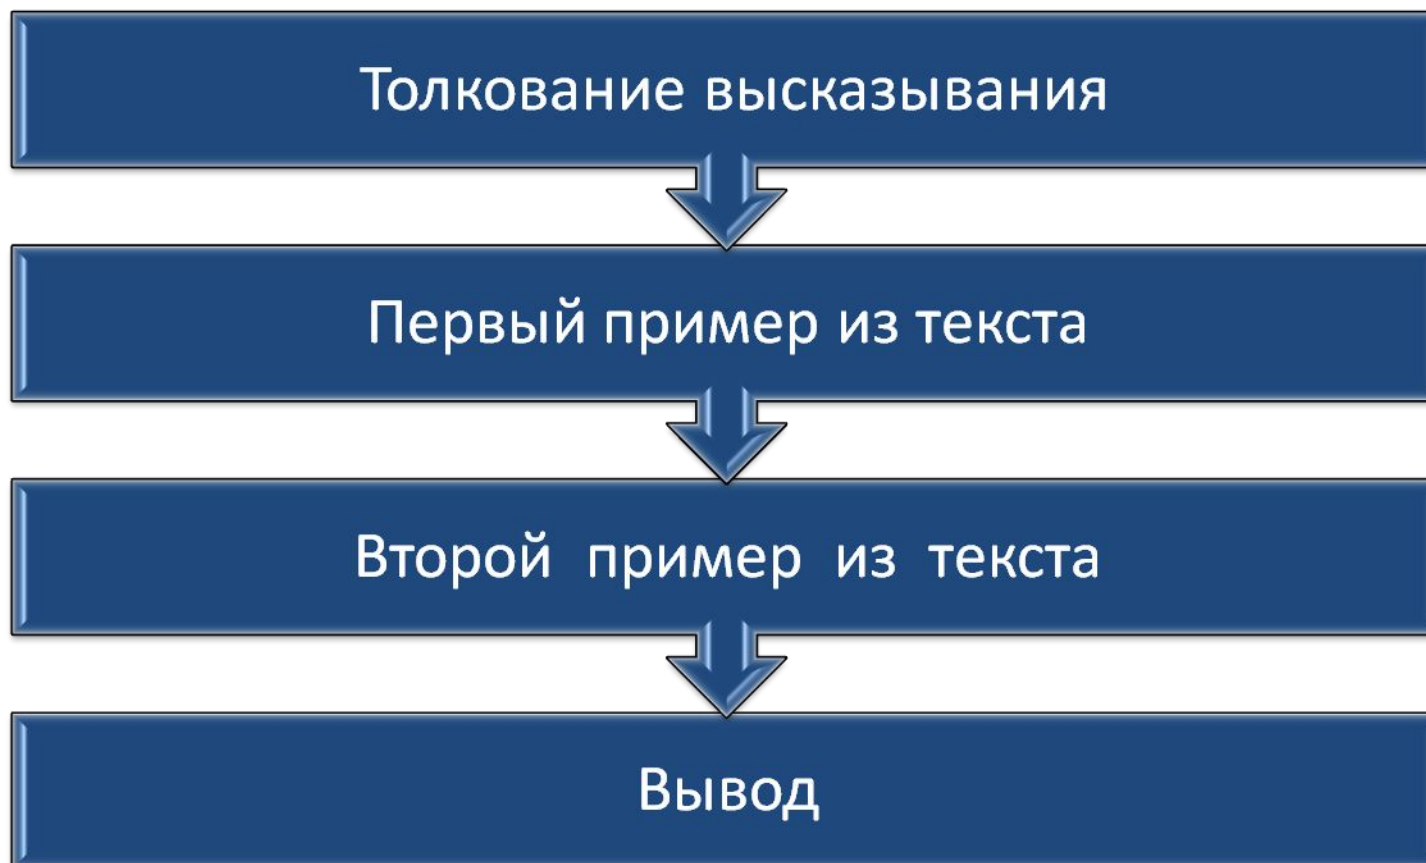 Толкование высказывания
Первый пример из текста
Второй пример из текста
Вывод